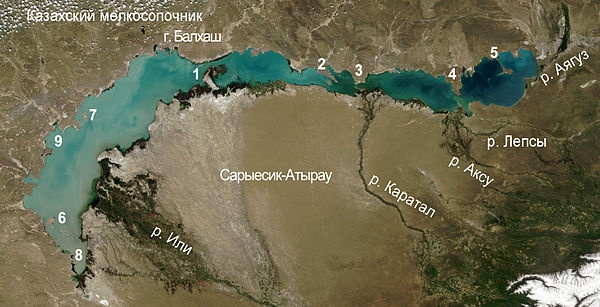 Казахский мелкосопочник
г. Балхаш
1
2
3
4
5
р. Аягуз
7
9
р. Лепсы
р. Аксу
Сарыесик-Атырау
р. Каратал
6
р. Или
8